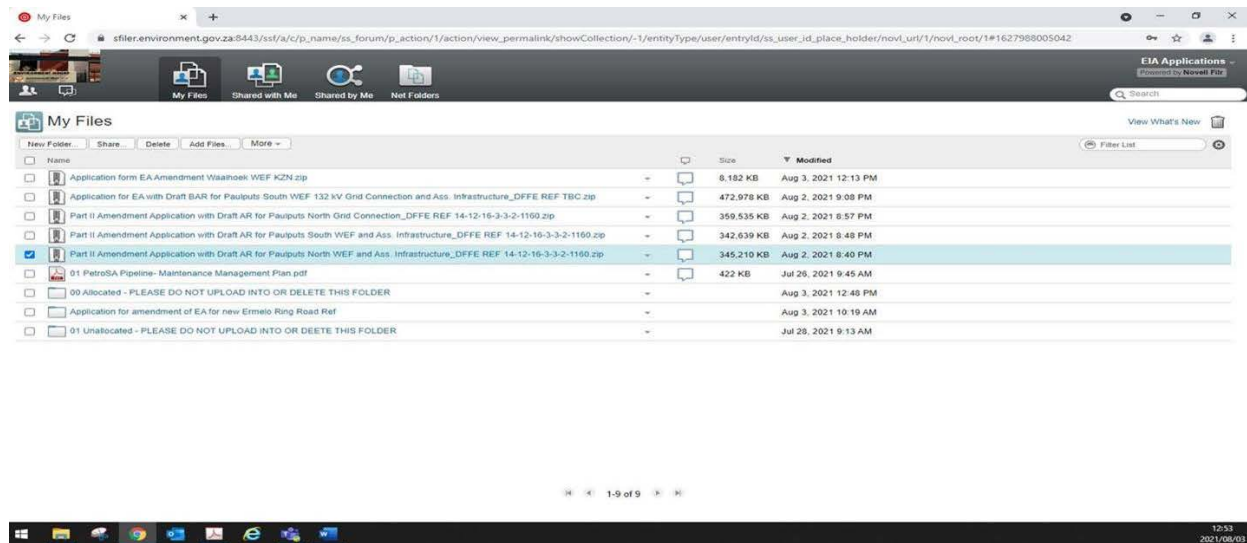 My Files
sfiler.environment.gov.za:8443/ssf/a/c/p_name/ss_forum/p_action/1/action/view_permalink/showCollection/-1/entityType/user/entryId/ss_user_id_place_holder/novl_url/1/novl_root/1#1627988005042
EIA Applications
Powered by Novell Filr
My Files Shared with Me Shared by Me Net Folders
Search
My Files
View What's New
New Folder... Share... Delete Add Files... More
Filter List
Name Size Modified
Application form EA Amendment Waaihoek WEF KZN.zip 8,182 KB Aug 3, 2021 12:13 PM
Application for EA with Draft BAR for Paulputs South WEF 132 kV Grid Connection and Ass. Infrastructure_DFFE REF TBC.zip 472,978 KB Aug 2, 2021 9:08 PM
Part II Amendment Application with Draft AR for Paulputs North Grid Connection_DFFE REF 14-12-16-3-3-2-1160.zip 359,535 KB Aug 2, 2021 8:57 PM
Part II Amendment Application with Draft AR for Paulputs South WEF and Ass. Infrastructure_DFFE REF 14-12-16-3-3-2-1160.zip 342,639 KB Aug 2, 2021 8:48 PM
Part II Amendment Application with Draft AR for Paulputs North WEF and Ass. Infrastructure_DFFE REF 14-12-16-3-3-2-1160.zip 345,210 KB Aug 2, 2021 8:40 PM
01 PetroSA Pipeline- Maintenance Management Plan.pdf 422 KB Jul 26, 2021 9:45 AM
00 Allocated - PLEASE DO NOT UPLOAD INTO OR DELETE THIS FOLDER Aug 3, 2021 12:48 PM
Application for amendment of EA for new Ermelo Ring Road Ref Aug 3, 2021 10:19 AM
01 Unallocated - PLEASE DO NOT UPLOAD INTO OR DEETE THIS FOLDER Jul 28, 2021 9:13 AM
1-9 of 9
12:53
2021/08/03